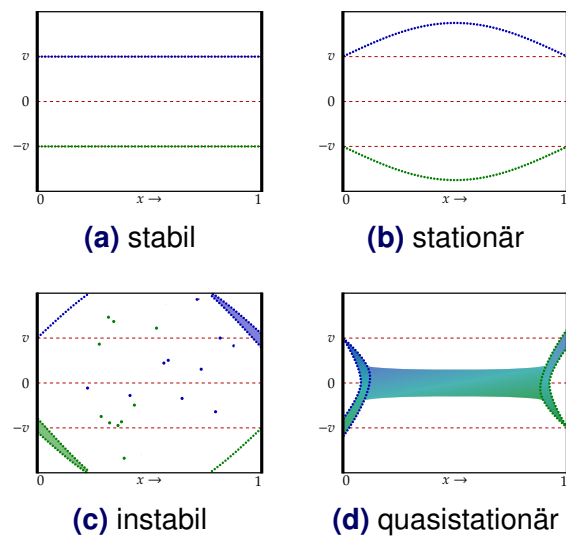 v
0
−v
0 x → 1
(a) stabil
v
0
−v
0 x → 1
(b) stationär
v
0
−v
0 x → 1
(c) instabil
v
0
−v
0 x → 1
(d) quasistationär